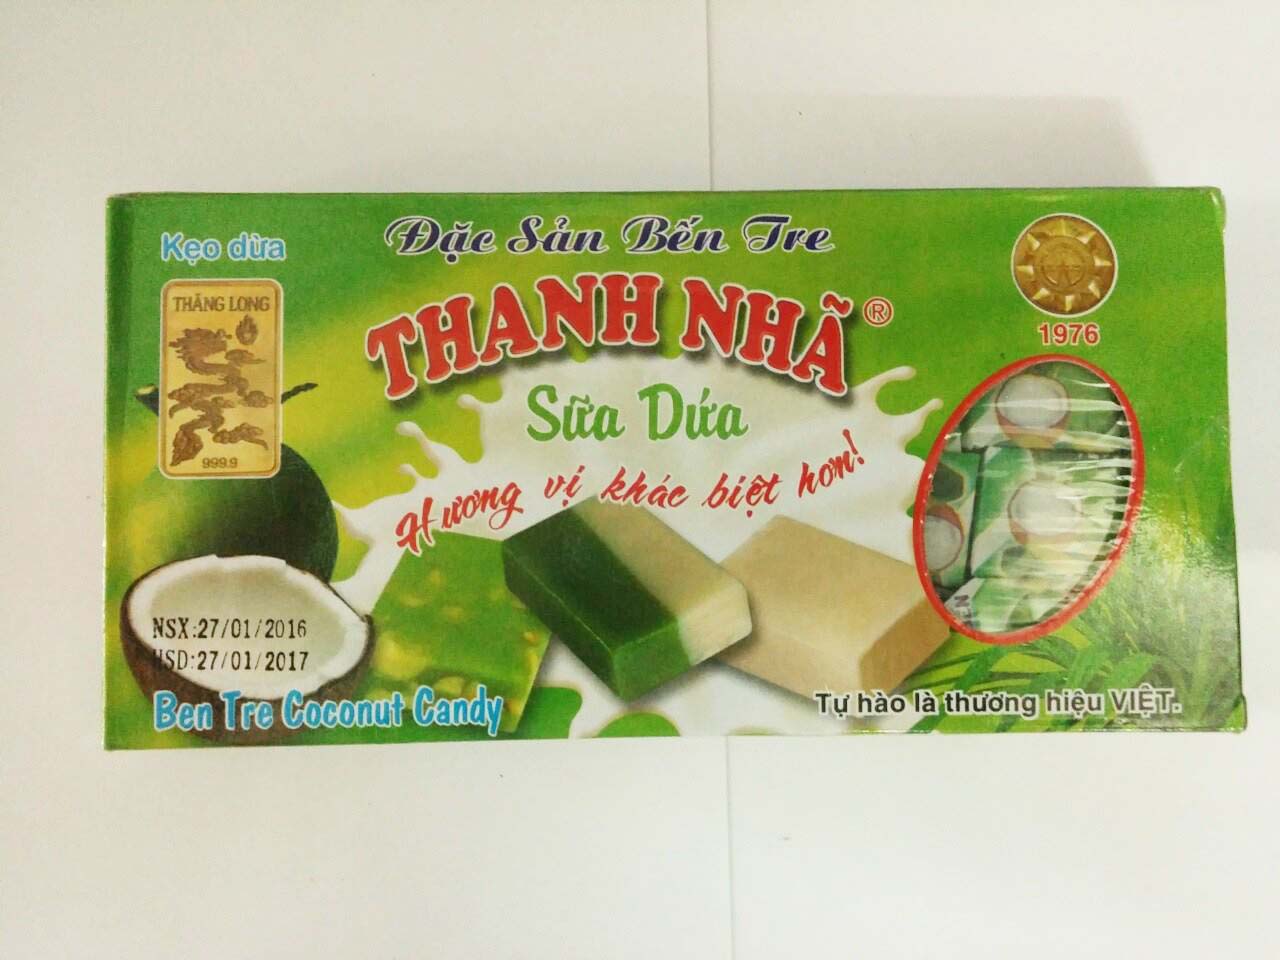 Kẹo dừa
Đặc Sản Bến Tre
THĂNG LONG
999.9
THANH NHÃ®
1976
Sữa Dứa
Hương vị khác biệt hơn!
NSX:27/01/2016
HSD:27/01/2017
Ben Tre Coconut Candy
Tự hào là thương hiệu VIỆT.